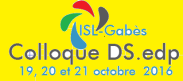 ISL-Gabès
Colloque DS.edp
19, 20 et 21 octobre 2016